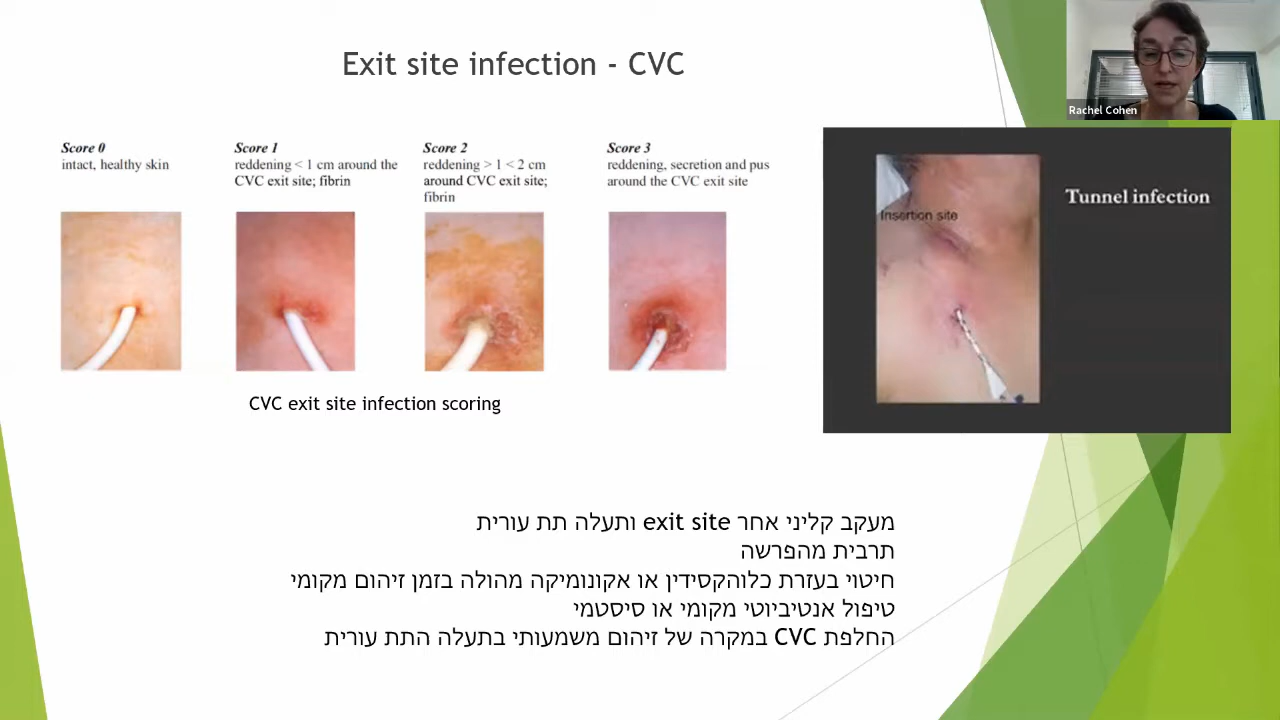 Exit site infection - CVC
Rachel Cohen
Score 0
intact, healthy skin
Score 1
reddening < 1 cm around the
CVC exit site; fibrin
Score 2
reddening > 1 < 2 cm
around CVC exit site;
fibrin
Score 3
reddening, secretion and pus
around the CVC exit site
Insertion site
Tunnel infection
CVC exit site infection scoring
מעקב קליני אחר exit site ותעלה תת עורית
תרבית מהפרשה
חיטוי בעזרת כלוהקסידין או אקונומיקה מהולה בזמן זיהום מקומי
טיפול אנטיביוטי מקומי או סיסטמי
החלפת CVC במקרה של זיהום משמעותי בתעלה התת עורית